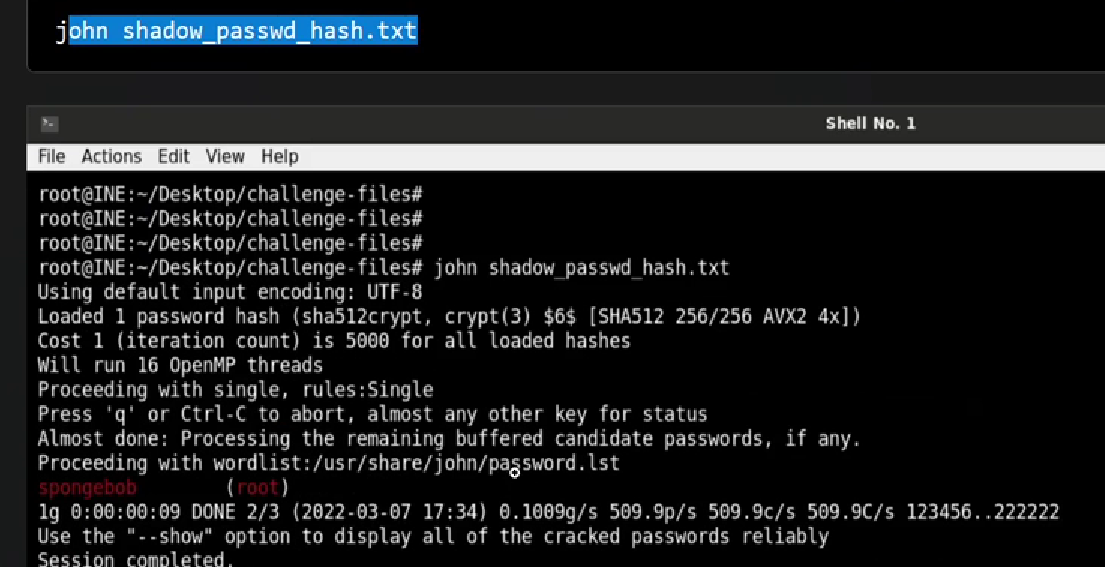 john shadow_passwd_hash.txt
Shell No. 1
File Actions Edit View Help
root@INE:~/Desktop/challenge-files#
root@INE:~/Desktop/challenge-files#
root@INE:~/Desktop/challenge-files#
root@INE:~/Desktop/challenge-files# john shadow_passwd_hash.txt
Using default input encoding: UTF-8
Loaded 1 password hash (sha512crypt, crypt(3) $6$ [SHA512 256/256 AVX2 4x])
Cost 1 (iteration count) is 5000 for all loaded hashes
Will run 16 OpenMP threads
Proceeding with single, rules:Single
Press 'q' or Ctrl-C to abort, almost any other key for status
Almost done: Processing the remaining buffered candidate passwords, if any.
Proceeding with wordlist:/usr/share/john/password.lst
spongebob (root)
1g 0:00:00:09 DONE 2/3 (2022-03-07 17:34) 0.1009g/s 509.9p/s 509.9c/s 509.9C/s 123456..222222
Use the "--show" option to display all of the cracked passwords reliably
Session completed.